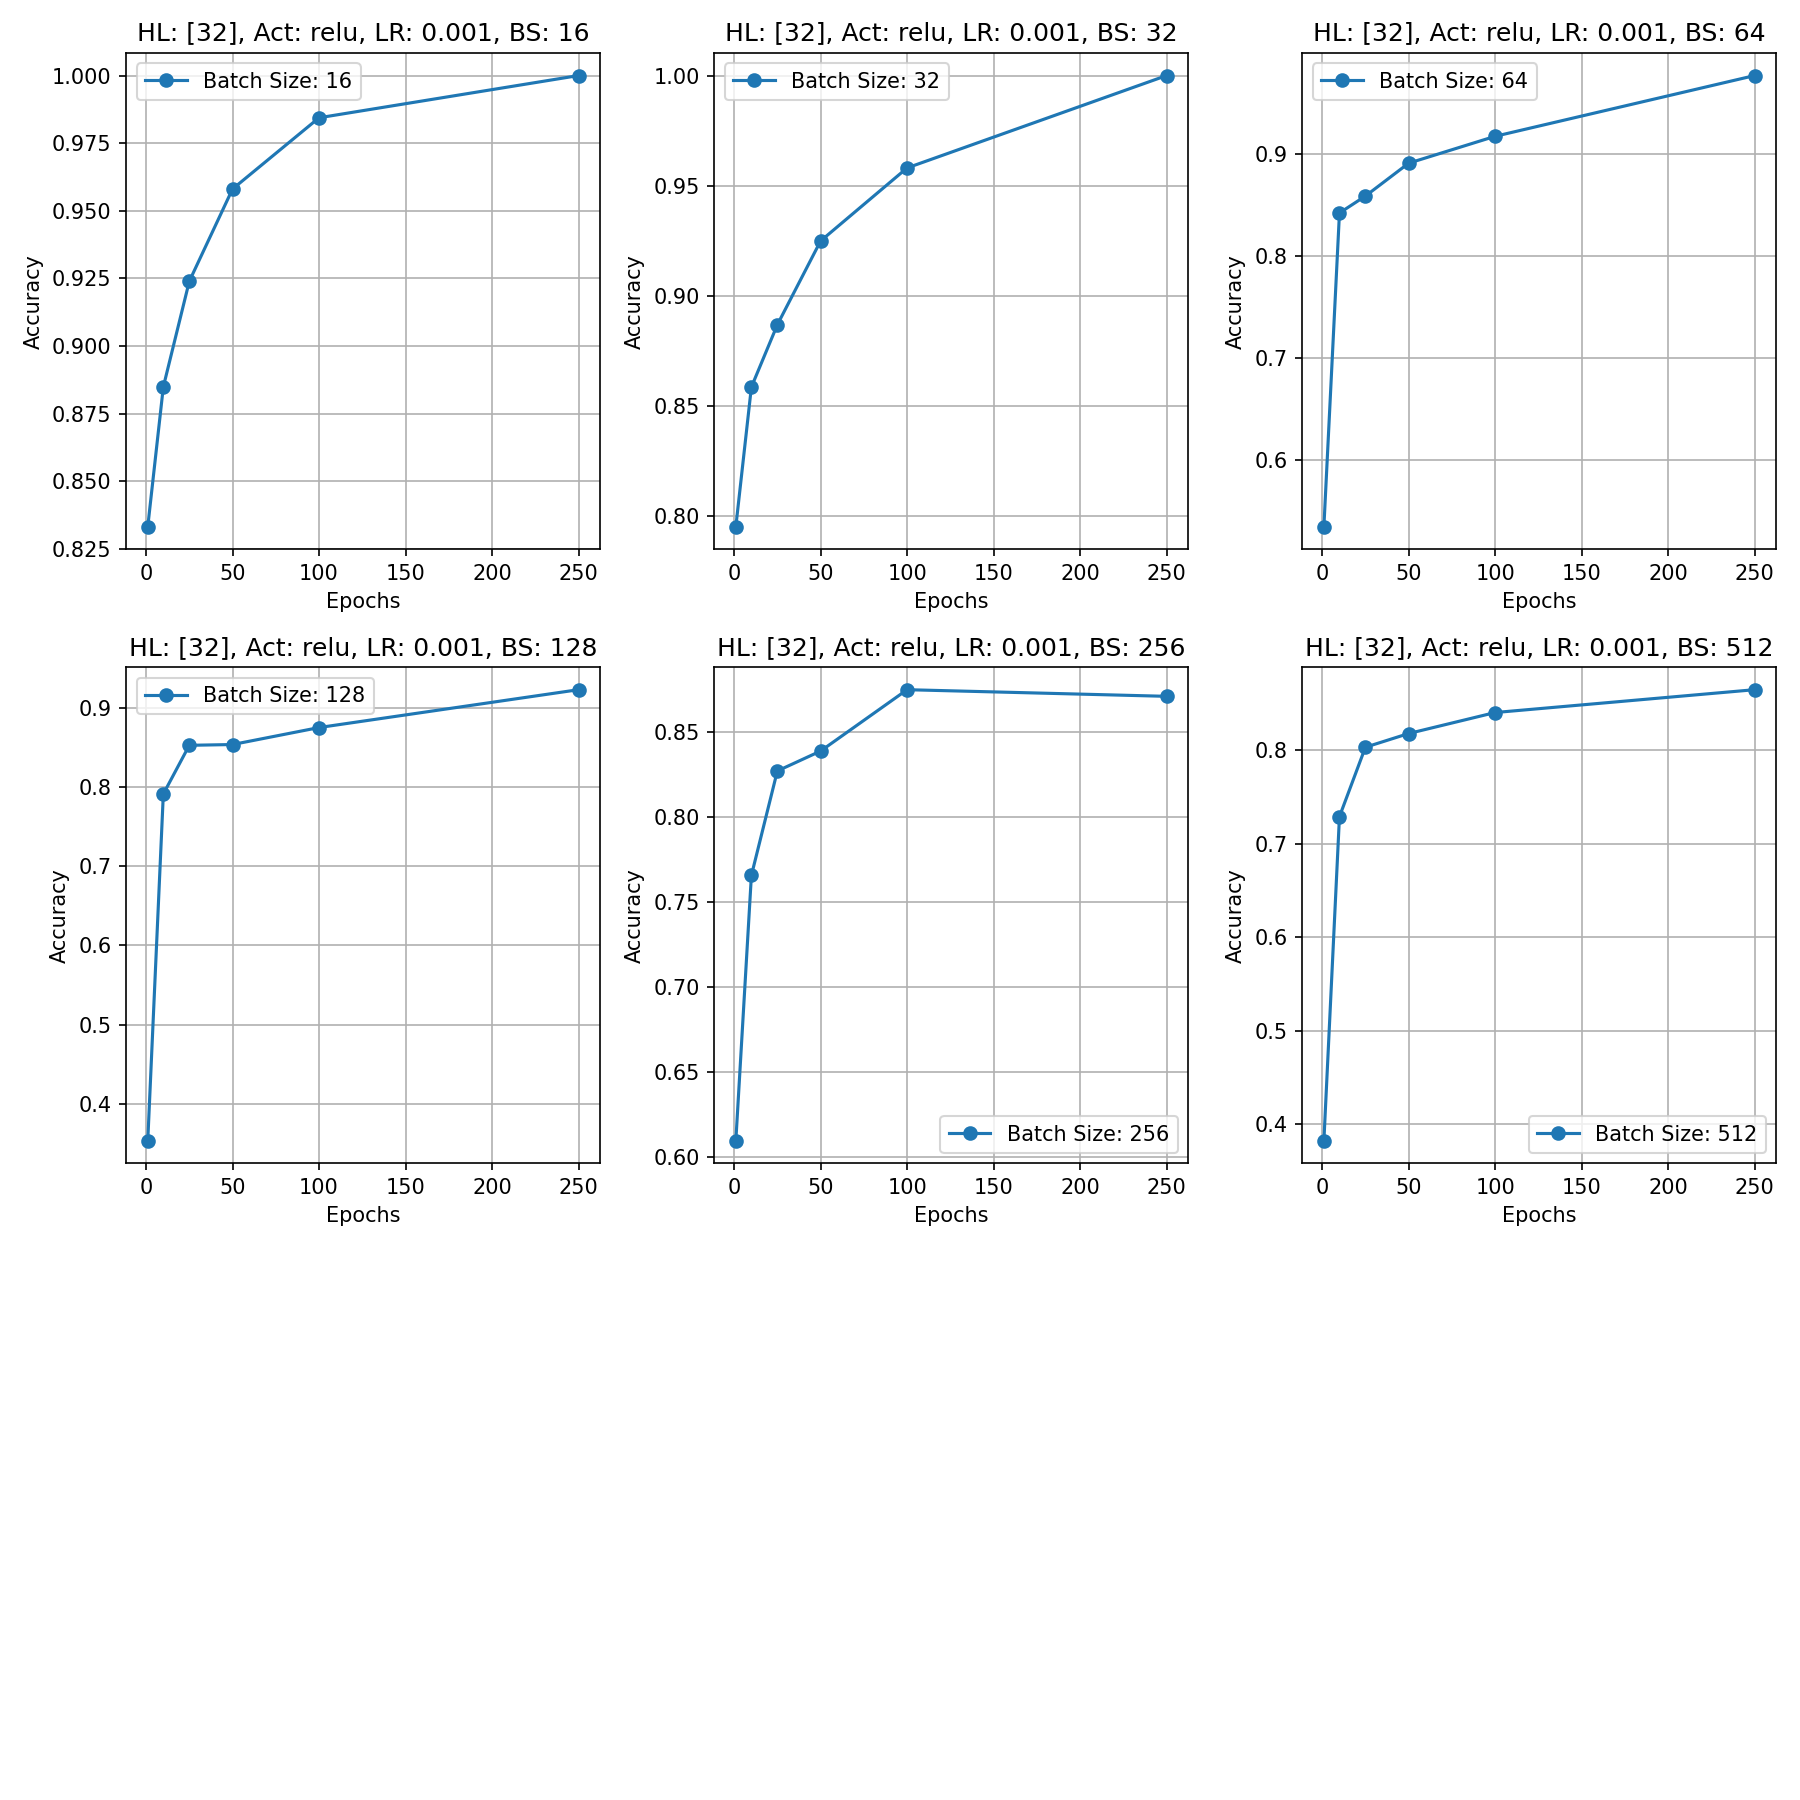 HL: [32], Act: relu, LR: 0.001, BS: 16
Batch Size: 16
Accuracy
1.000
0.975
0.950
0.925
0.900
0.875
0.850
0.825
0 50 100 150 200 250
Epochs
HL: [32], Act: relu, LR: 0.001, BS: 32
Batch Size: 32
Accuracy
1.00
0.95
0.90
0.85
0.80
0 50 100 150 200 250
Epochs
HL: [32], Act: relu, LR: 0.001, BS: 64
Batch Size: 64
Accuracy
0.9
0.8
0.7
0.6
0 50 100 150 200 250
Epochs
HL: [32], Act: relu, LR: 0.001, BS: 128
Batch Size: 128
Accuracy
0.9
0.8
0.7
0.6
0.5
0.4
0 50 100 150 200 250
Epochs
HL: [32], Act: relu, LR: 0.001, BS: 256
Accuracy
0.85
0.80
0.75
0.70
0.65
0.60
Batch Size: 256
0 50 100 150 200 250
Epochs
HL: [32], Act: relu, LR: 0.001, BS: 512
Accuracy
0.8
0.7
0.6
0.5
0.4
Batch Size: 512
0 50 100 150 200 250
Epochs